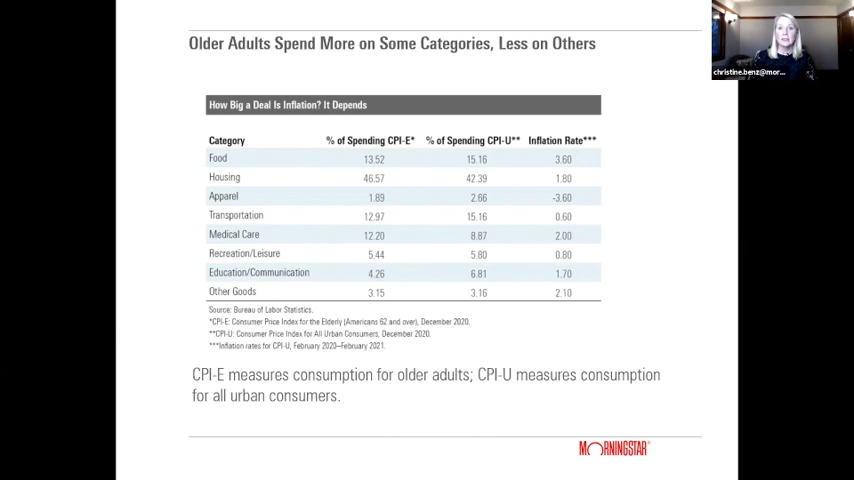 Older Adults Spend More on Some Categories, Less on Others
christine.benz@mor...
How Big a Deal Is Inflation? It Depends
Category % of Spending CPI-E* % of Spending CPI-U** Inflation Rate***
Food 13.52 15.16 3.60
Housing 46.57 42.39 1.80
Apparel 1.89 2.66 -3.60
Transportation 12.97 15.16 0.60
Medical Care 12.20 8.87 2.00
Recreation/Leisure 5.44 5.80 0.80
Education/Communication 4.26 6.81 1.70
Other Goods 3.15 3.16 2.10
Source: Bureau of Labor Statistics.
*CPI-E: Consumer Price Index for the Elderly (Americans 62 and over), December 2020.
**CPI-U: Consumer Price Index for All Urban Consumers, December 2020.
***Inflation rates for CPI-U, February 2020–February 2021.
CPI-E measures consumption for older adults; CPI-U measures consumption
for all urban consumers.
MORNINGSTAR®